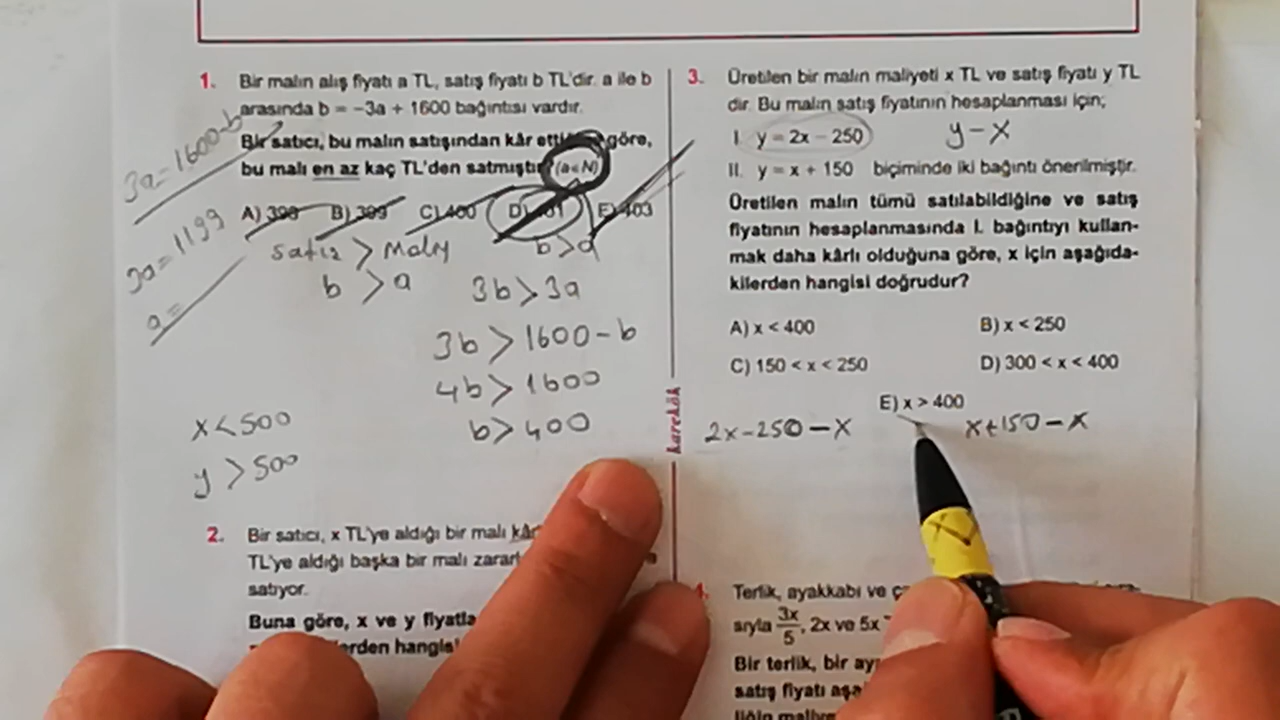 1. Bir malın alış fiyatı a TL, satış fiyatı b TL'dir. a ile b
arasında b = -3a + 1600 bağıntısı vardır.
Bir satıcı, bu malın satışından kâr göre,
bu malı en az kaç TL'den satmıştır (a∈N)
A) 398 B) 399 C) 400 D) 401 E) 403
3a=1600-b
3a=1199
a=
satış > maliy
b > a
b>a
3b>3a
3b > 1600-b
4b> 1600
b> 400
x<500
y >500
2. Bir satıcı, x TL'ye aldığı bir malı
TL'ye aldığı başka bir malı
satıyor.
Buna göre, x ve y
karekök
3. Üretilen bir malın maliyeti x TL ve satış fiyatı y TL
dir. Bu malın satış fiyatının hesaplanması için;
I. y = 2x - 250 y-x
II. y = x + 150 biçiminde iki bağıntı önerilmiştir.
Üretilen malın tümü satılabildiğine ve satış
fiyatının hesaplanmasında I. bağıntıyı kullan-
mak daha kârlı olduğuna göre, x için aşağıda-
kilerden hangisi doğrudur?
A) x < 400 B) x < 250
C) 150 < x < 250 D) 300 < x < 400
E) x > 400
2x-250-x x+150-x
Terlik, ayakkabı ve
3x/5, 2x ve 5x
Bir terlik, bir
satış fiyatı